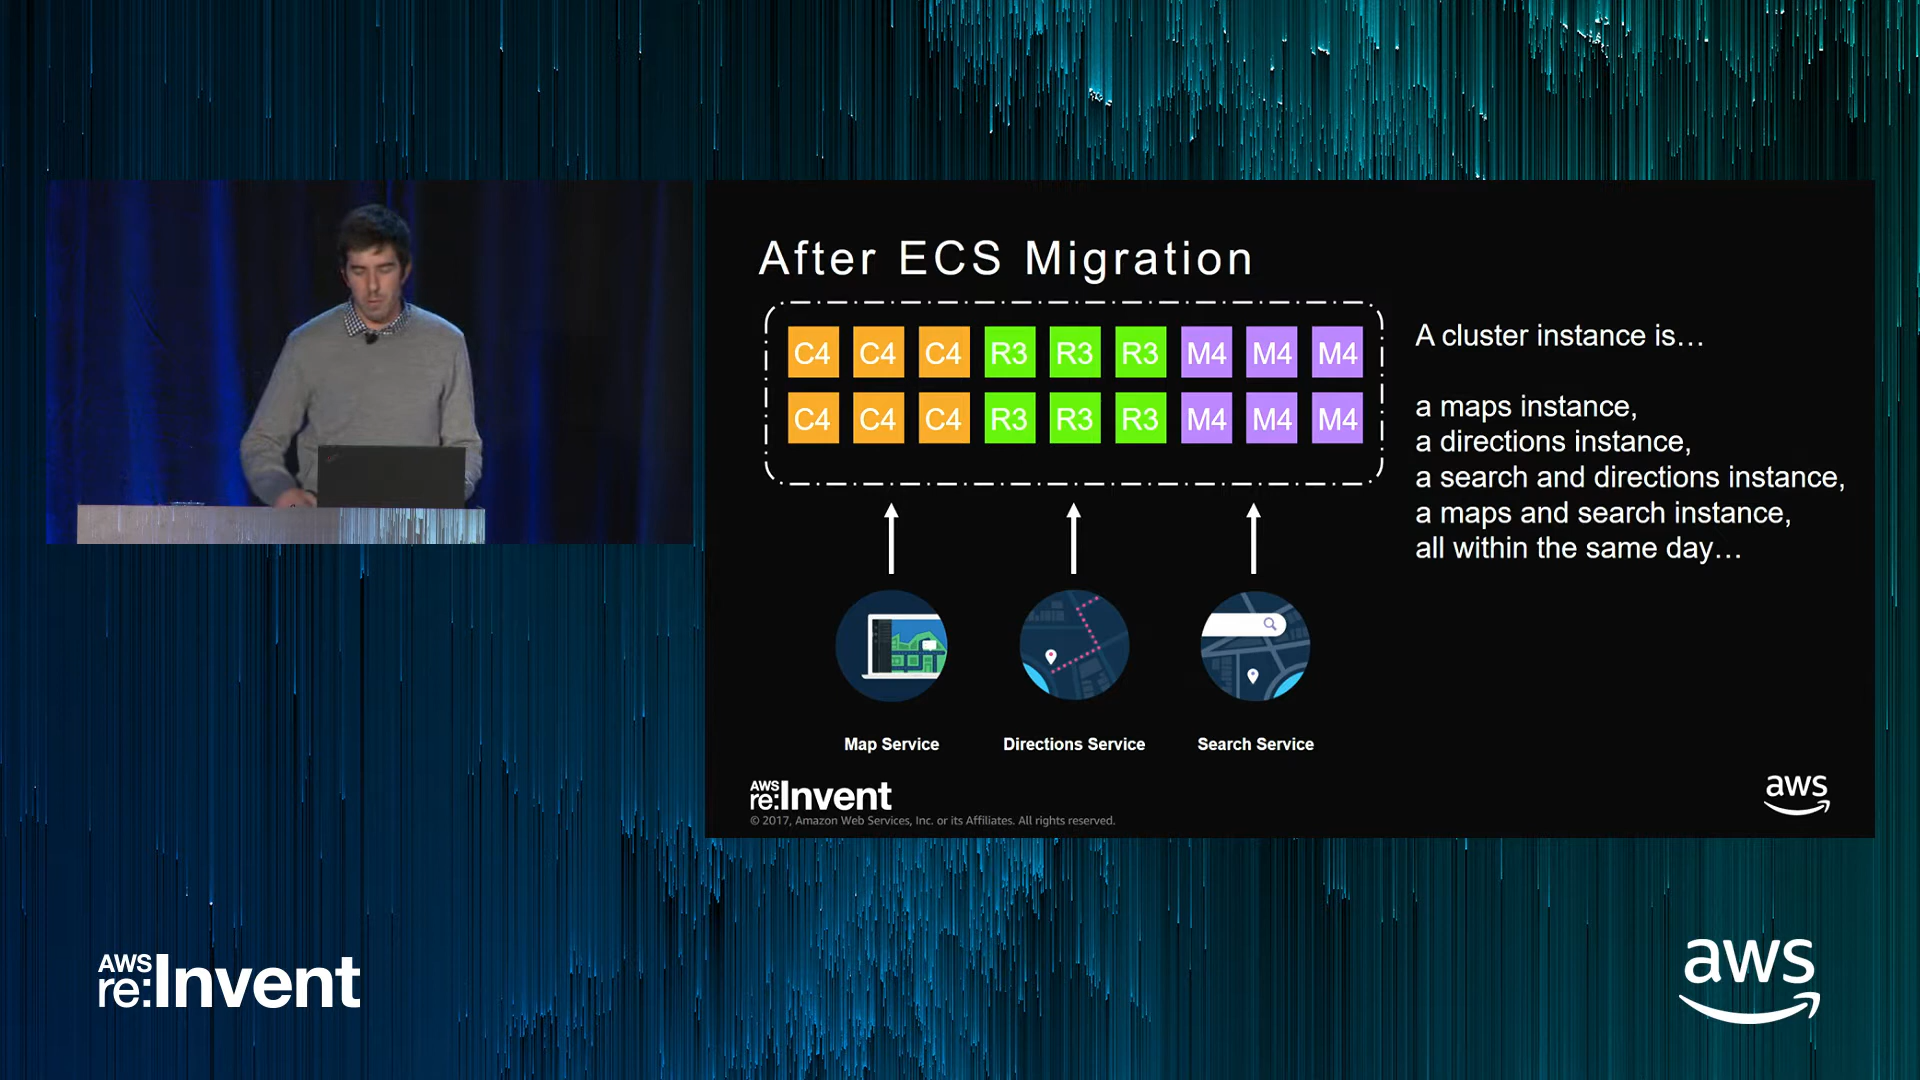 After ECS Migration
C4 C4 C4 R3 R3 R3 M4 M4 M4
C4 C4 C4 R3 R3 R3 M4 M4 M4
A cluster instance is…
a maps instance,
a directions instance,
a search and directions instance,
a maps and search instance,
all within the same day…
Map Service
Directions Service
Search Service
AWS
re:Invent
© 2017, Amazon Web Services, Inc. or its Affiliates. All rights reserved.
aws
AWS
re:Invent
aws